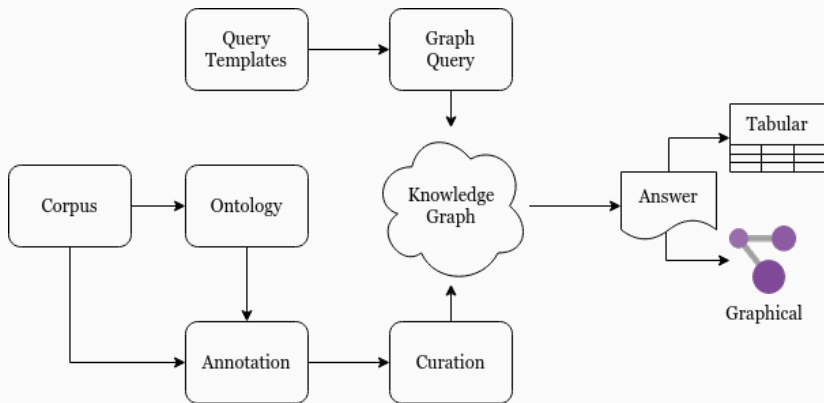 Query
Templates
Graph
Query
Tabular
Corpus
Ontology
Knowledge
Graph
Answer
Graphical
Annotation
Curation